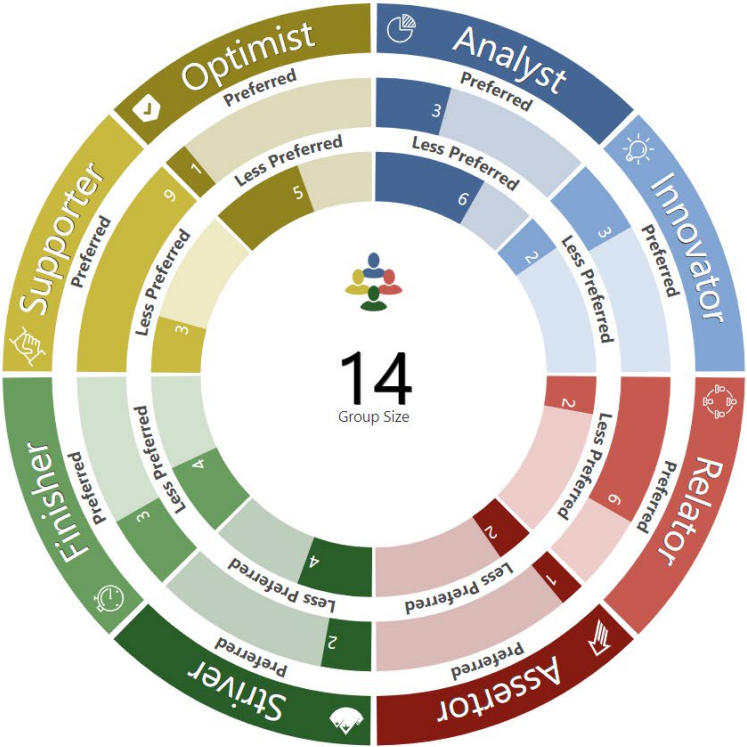 Optimist
Preferred
1
Less Preferred
5
Analyst
Preferred
3
Less Preferred
6
Innovator
Preferred
3
Less Preferred
2
Relator
Preferred
6
Less Preferred
2
Assertor
Preferred
1
Less Preferred
2
Striver
Preferred
2
Less Preferred
4
Finisher
Preferred
3
Less Preferred
4
Supporter
Preferred
9
Less Preferred
3
14
Group Size